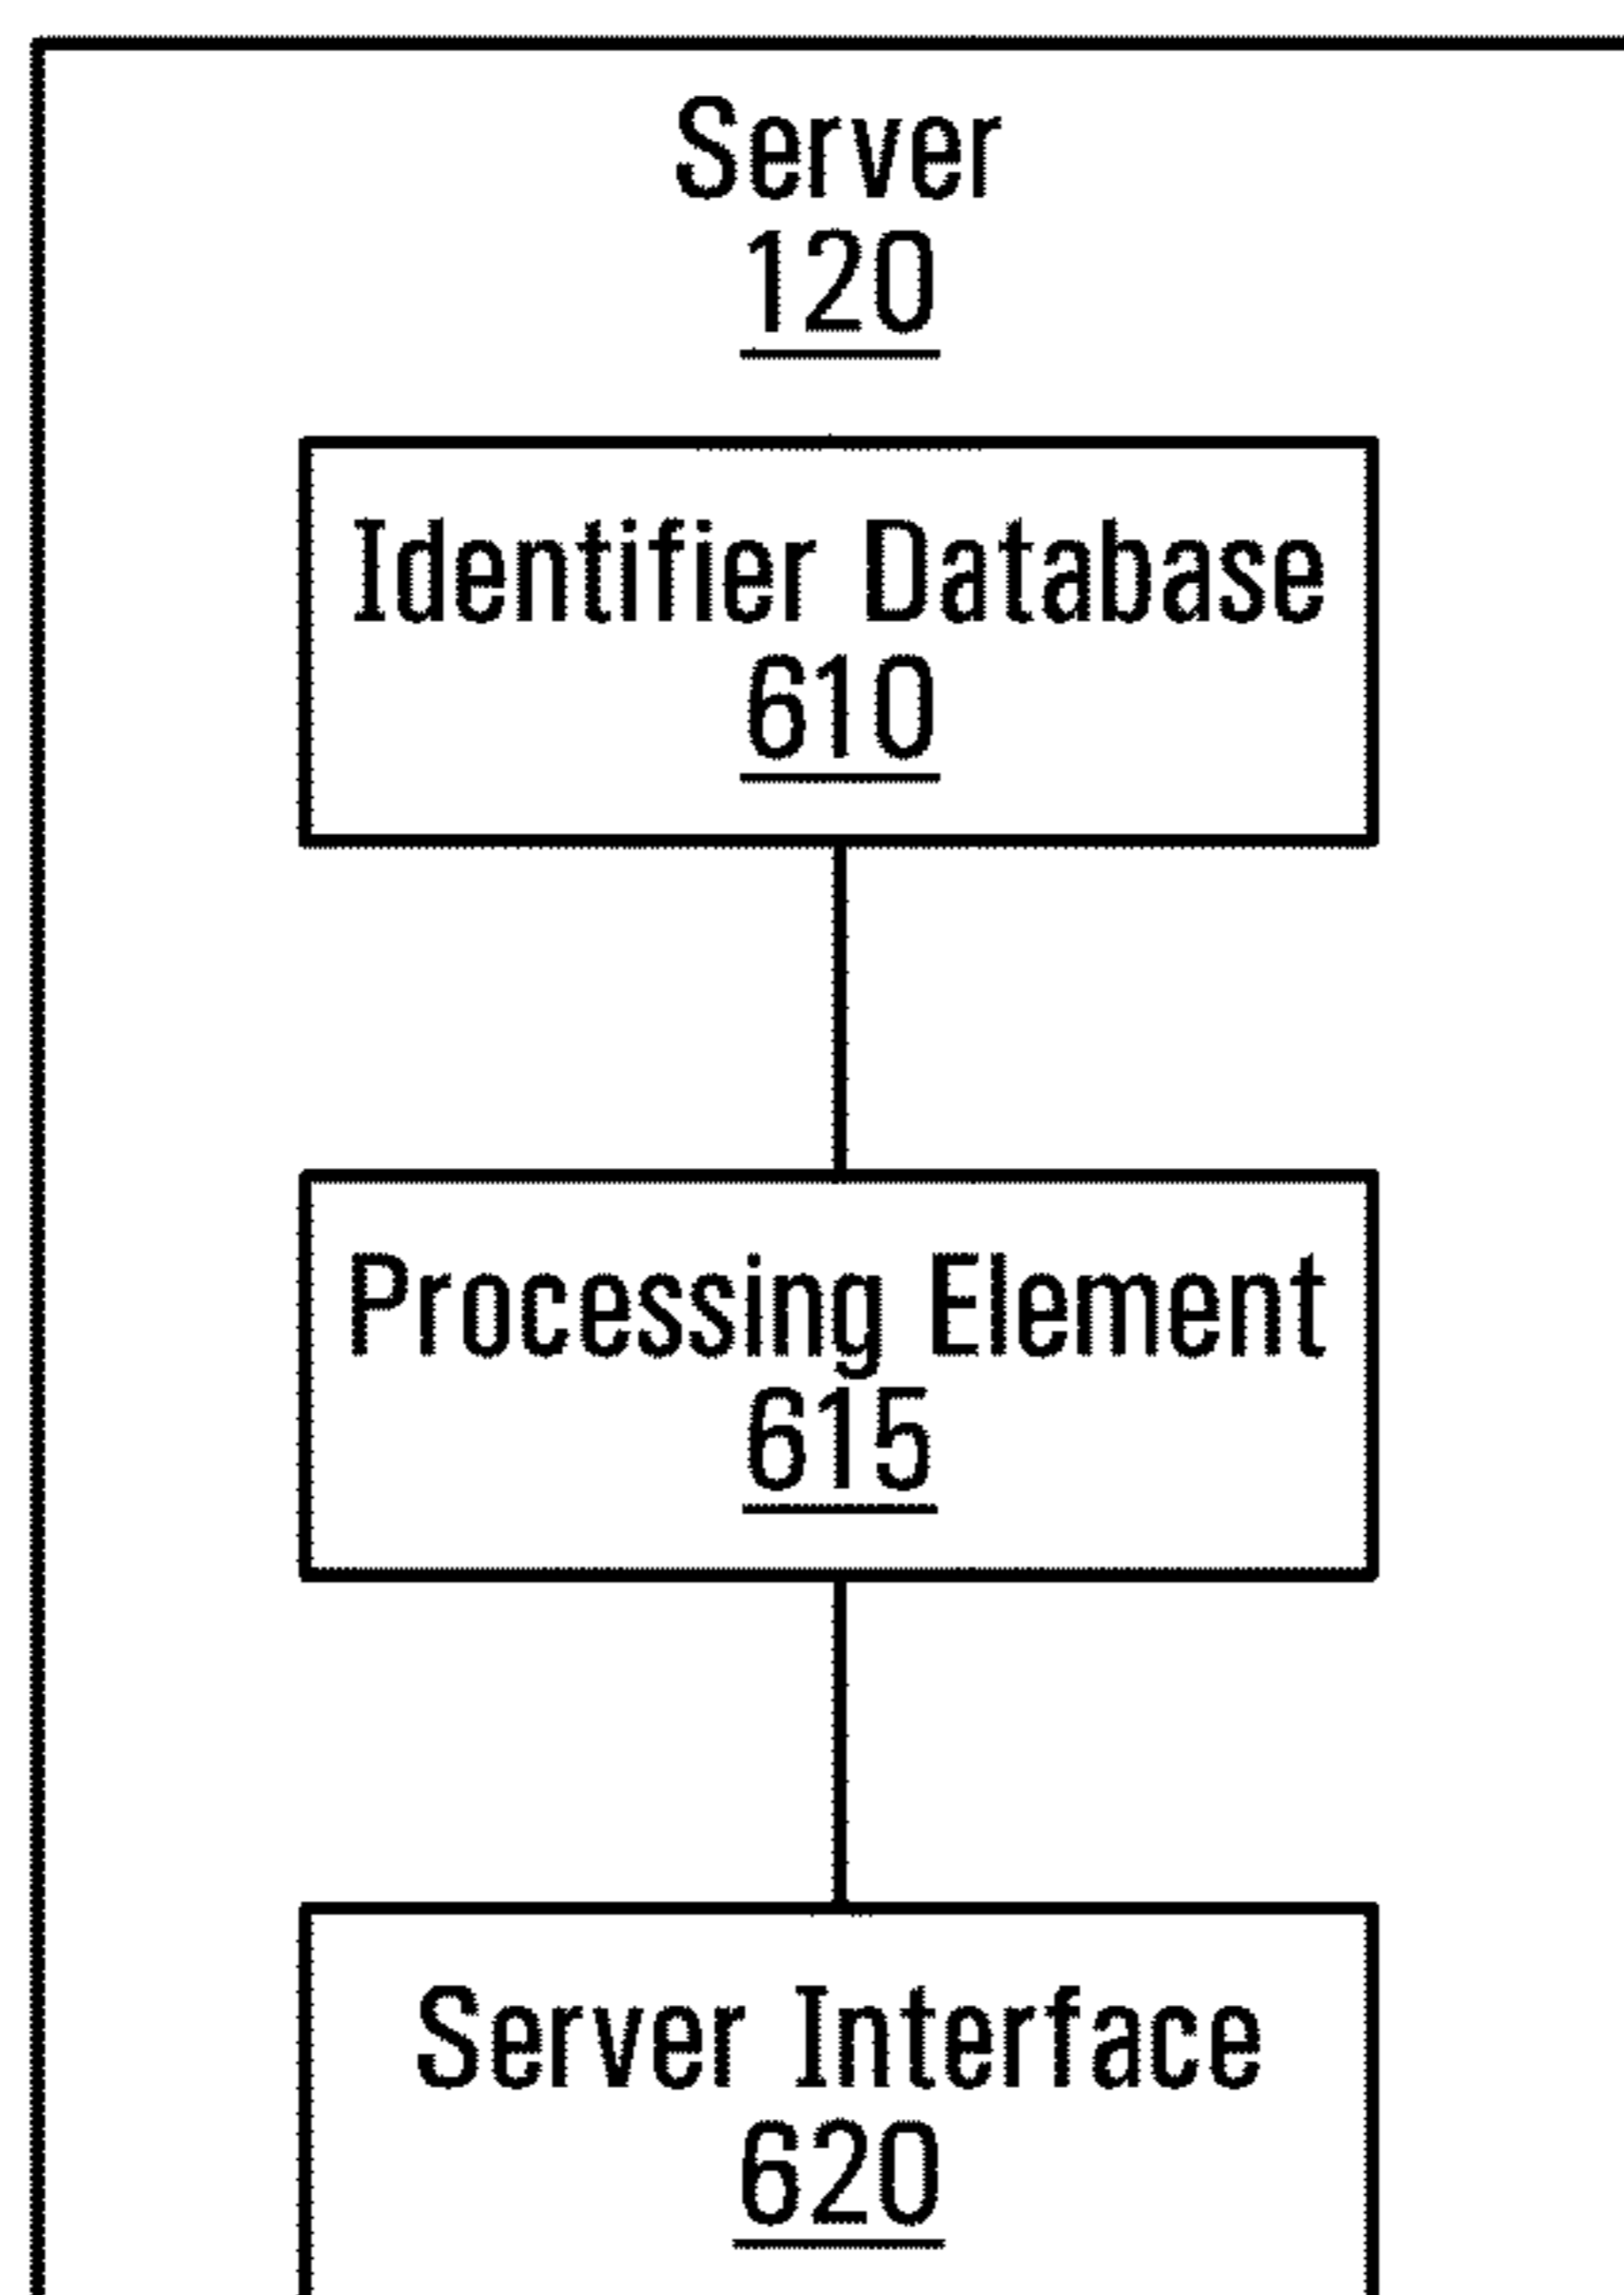 Server
120
Identifier Database
610
Processing Element
615
Server Interface
620